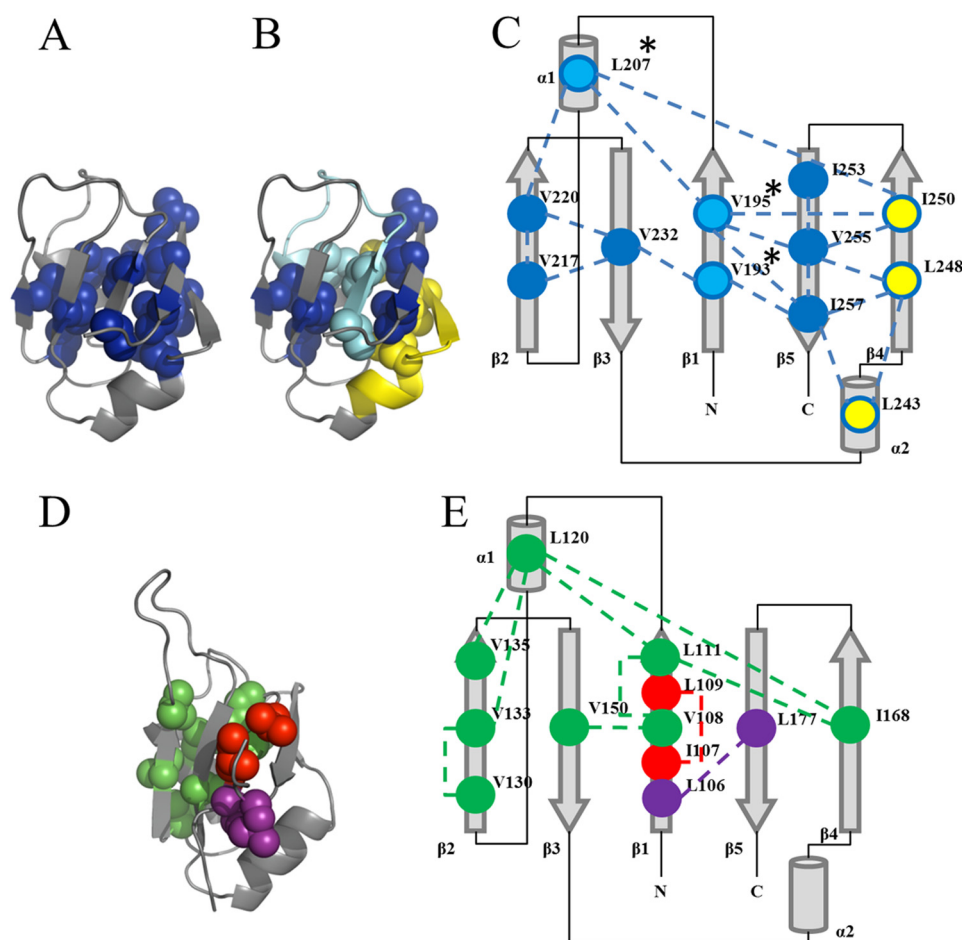 A
B
C
L207*
α1
I253
V220
V195*
I250
V232
V255
V217
V193*
L248
I257
β2
β3
β1
β5
β4
L243
N
C
α2
D
E
L120
α1
V135
L111
L109
V133
V150
V108
L177
I168
I107
V130
L106
β2
β3
β1
β5
β4
N
C
α2